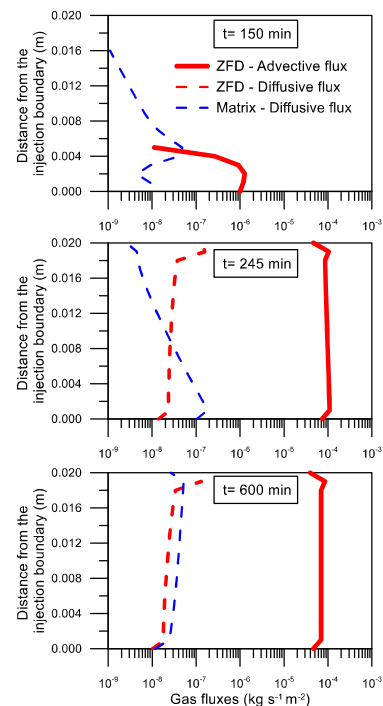 Distance from the
injection boundary (m)
0.020
0.016
0.012
0.008
0.004
0.000
t= 150 min
ZFD - Advective flux
ZFD - Diffusive flux
Matrix - Diffusive flux
10-9 10-8 10-7 10-6 10-5 10-4 10-3
Distance from the
injection boundary (m)
0.020
0.016
0.012
0.008
0.004
0.000
t= 245 min
10-9 10-8 10-7 10-6 10-5 10-4 10-3
Distance from the
injection boundary (m)
0.020
0.016
0.012
0.008
0.004
0.000
t= 600 min
10-9 10-8 10-7 10-6 10-5 10-4 10-3
Gas fluxes (kg s-1 m-2)